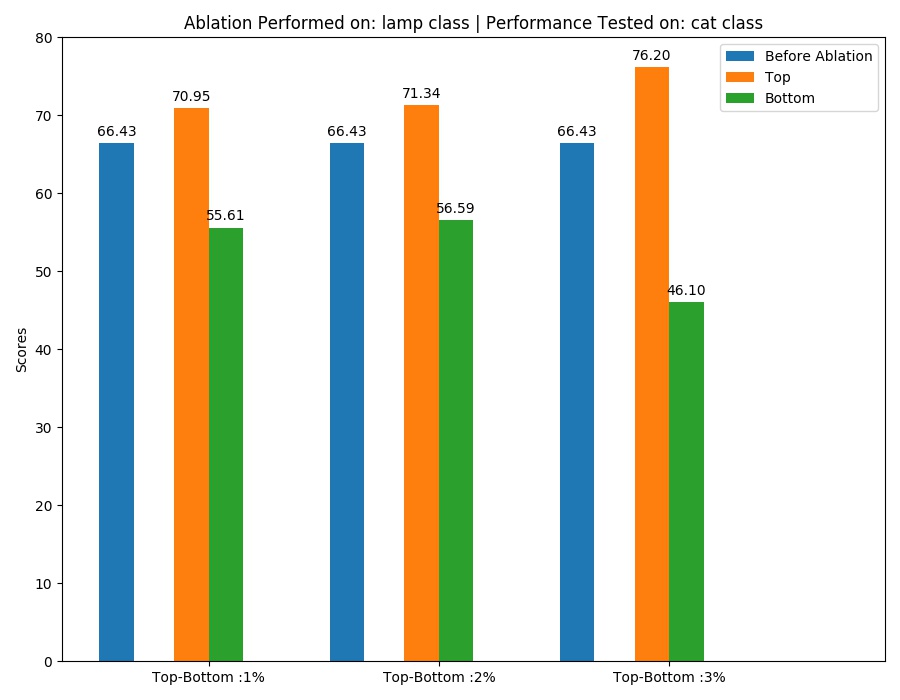 Ablation Performed on: lamp class | Performance Tested on: cat class
Before Ablation
Top
Bottom
Scores
80
70
60
50
40
30
20
10
0
66.43
70.95
55.61
66.43
71.34
56.59
66.43
76.20
46.10
Top-Bottom :1%
Top-Bottom :2%
Top-Bottom :3%